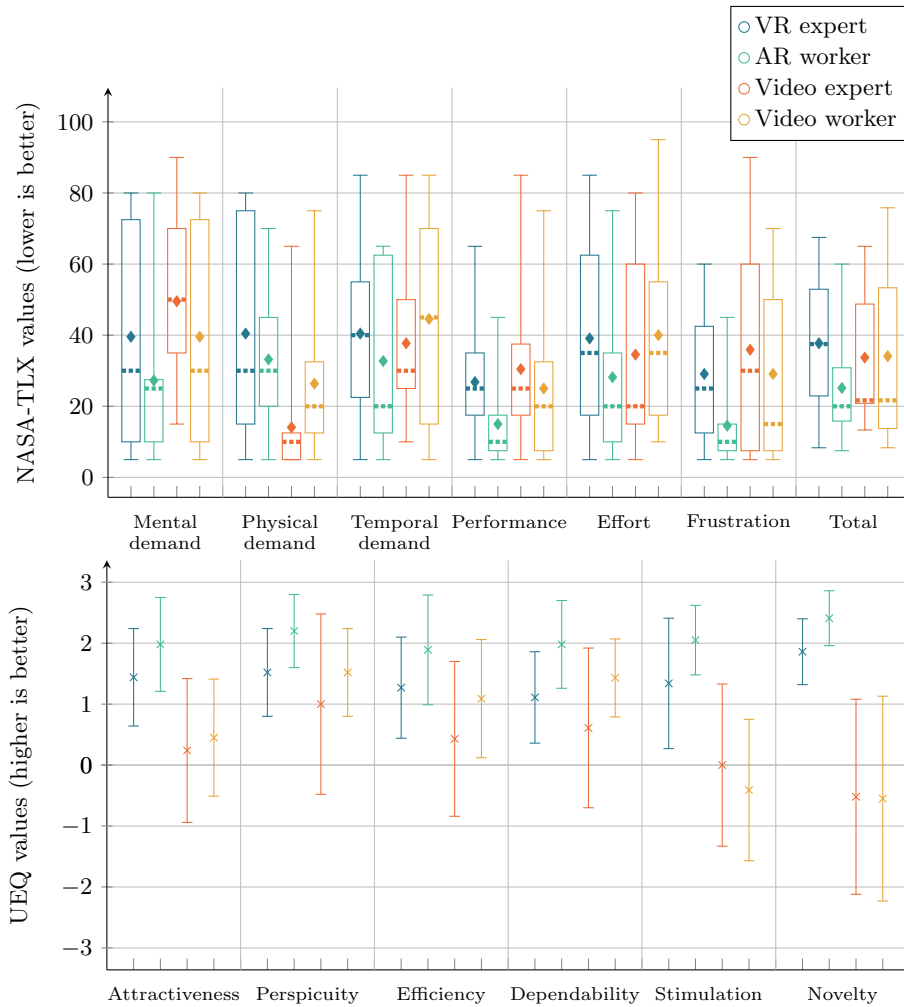 VR expert
AR worker
Video expert
Video worker
NASA-TLX values (lower is better)
100
80
60
40
20
0
Mental demand
Physical demand
Temporal demand
Performance
Effort
Frustration
Total
UEQ values (higher is better)
3
2
1
0
−1
−2
−3
Attractiveness
Perspicuity
Efficiency
Dependability
Stimulation
Novelty